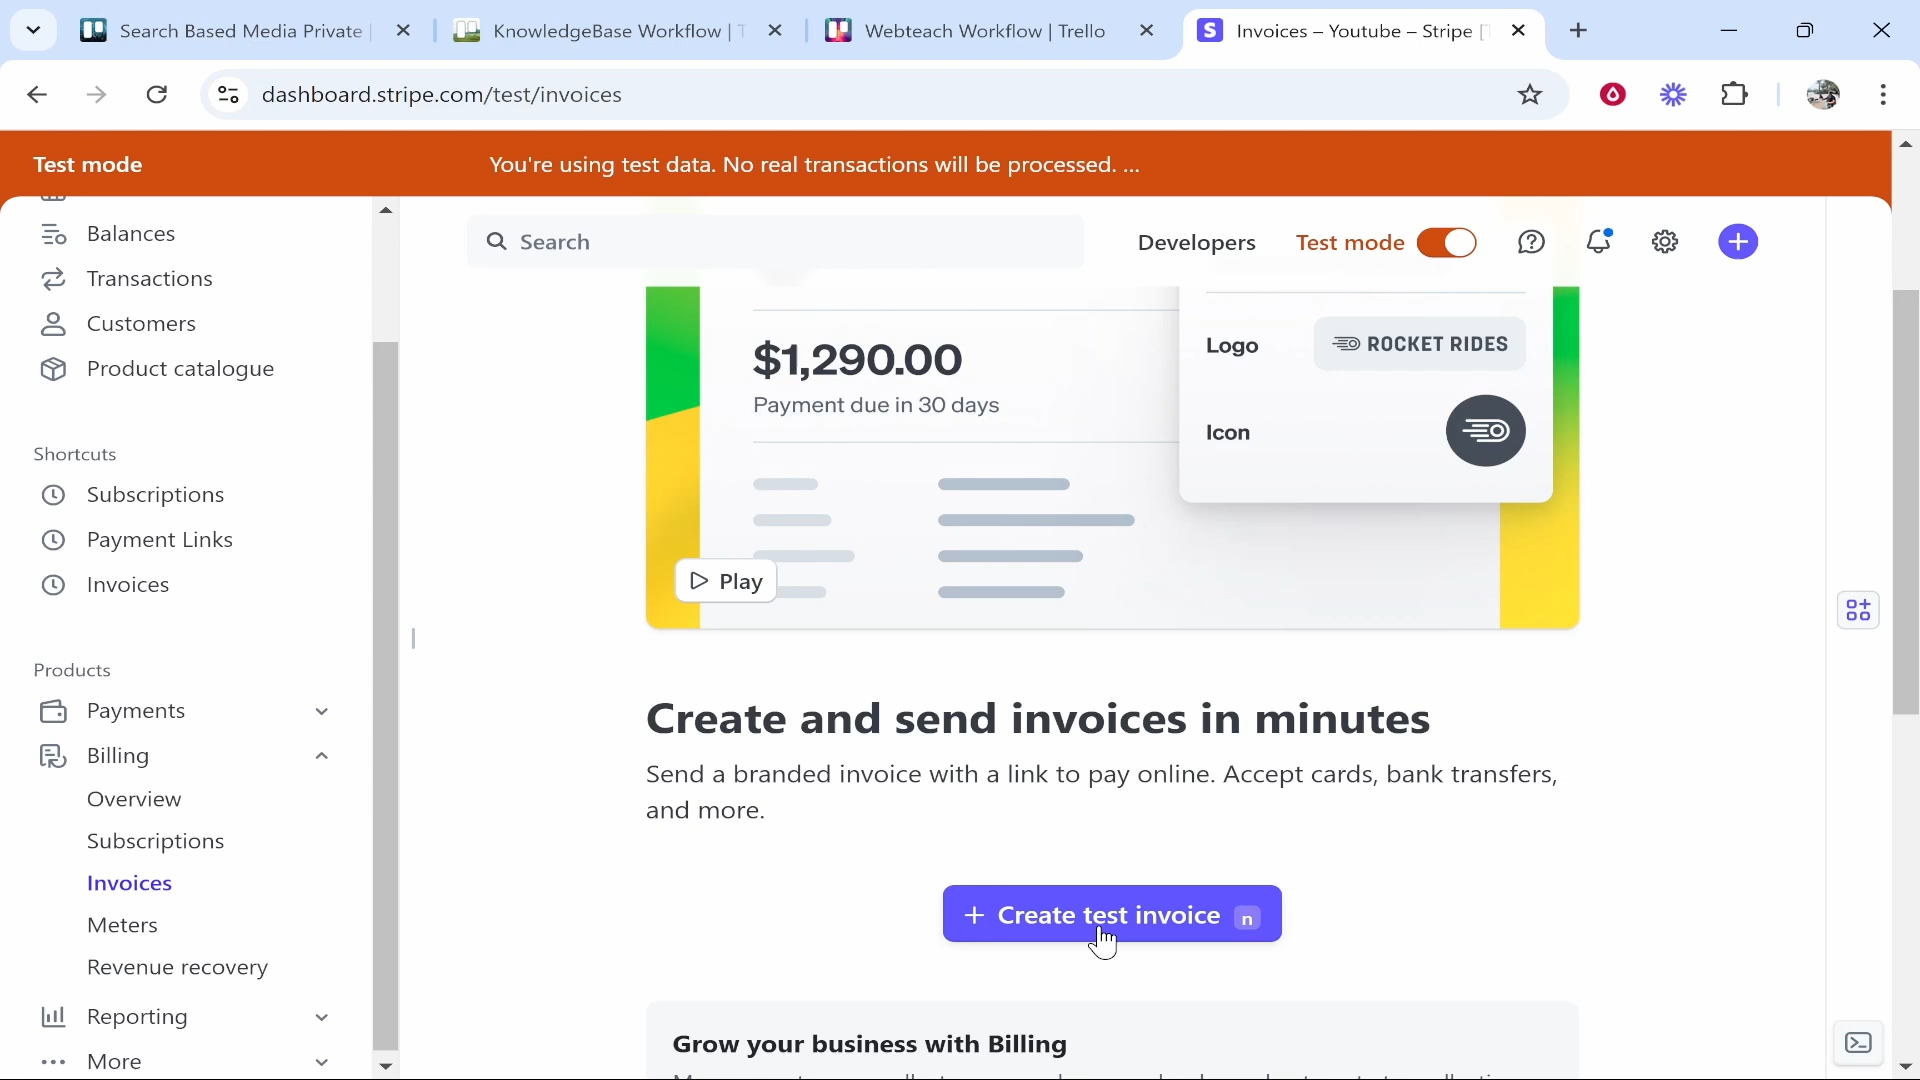 Search Based Media Private
KnowledgeBase Workflow | T
Webteach Workflow | Trello
Invoices – Youtube – Stripe [T
dashboard.stripe.com/test/invoices
Test mode
You're using test data. No real transactions will be processed. ...
Balances
Transactions
Customers
Product catalogue
Shortcuts
Subscriptions
Payment Links
Invoices
Products
Payments
Billing
Overview
Subscriptions
Invoices
Meters
Revenue recovery
Reporting
More
Search
Developers
Test mode
$1,290.00
Payment due in 30 days
Logo
ROCKET RIDES
Icon
Play
Create and send invoices in minutes
Send a branded invoice with a link to pay online. Accept cards, bank transfers,
and more.
+ Create test invoice n
Grow your business with Billing